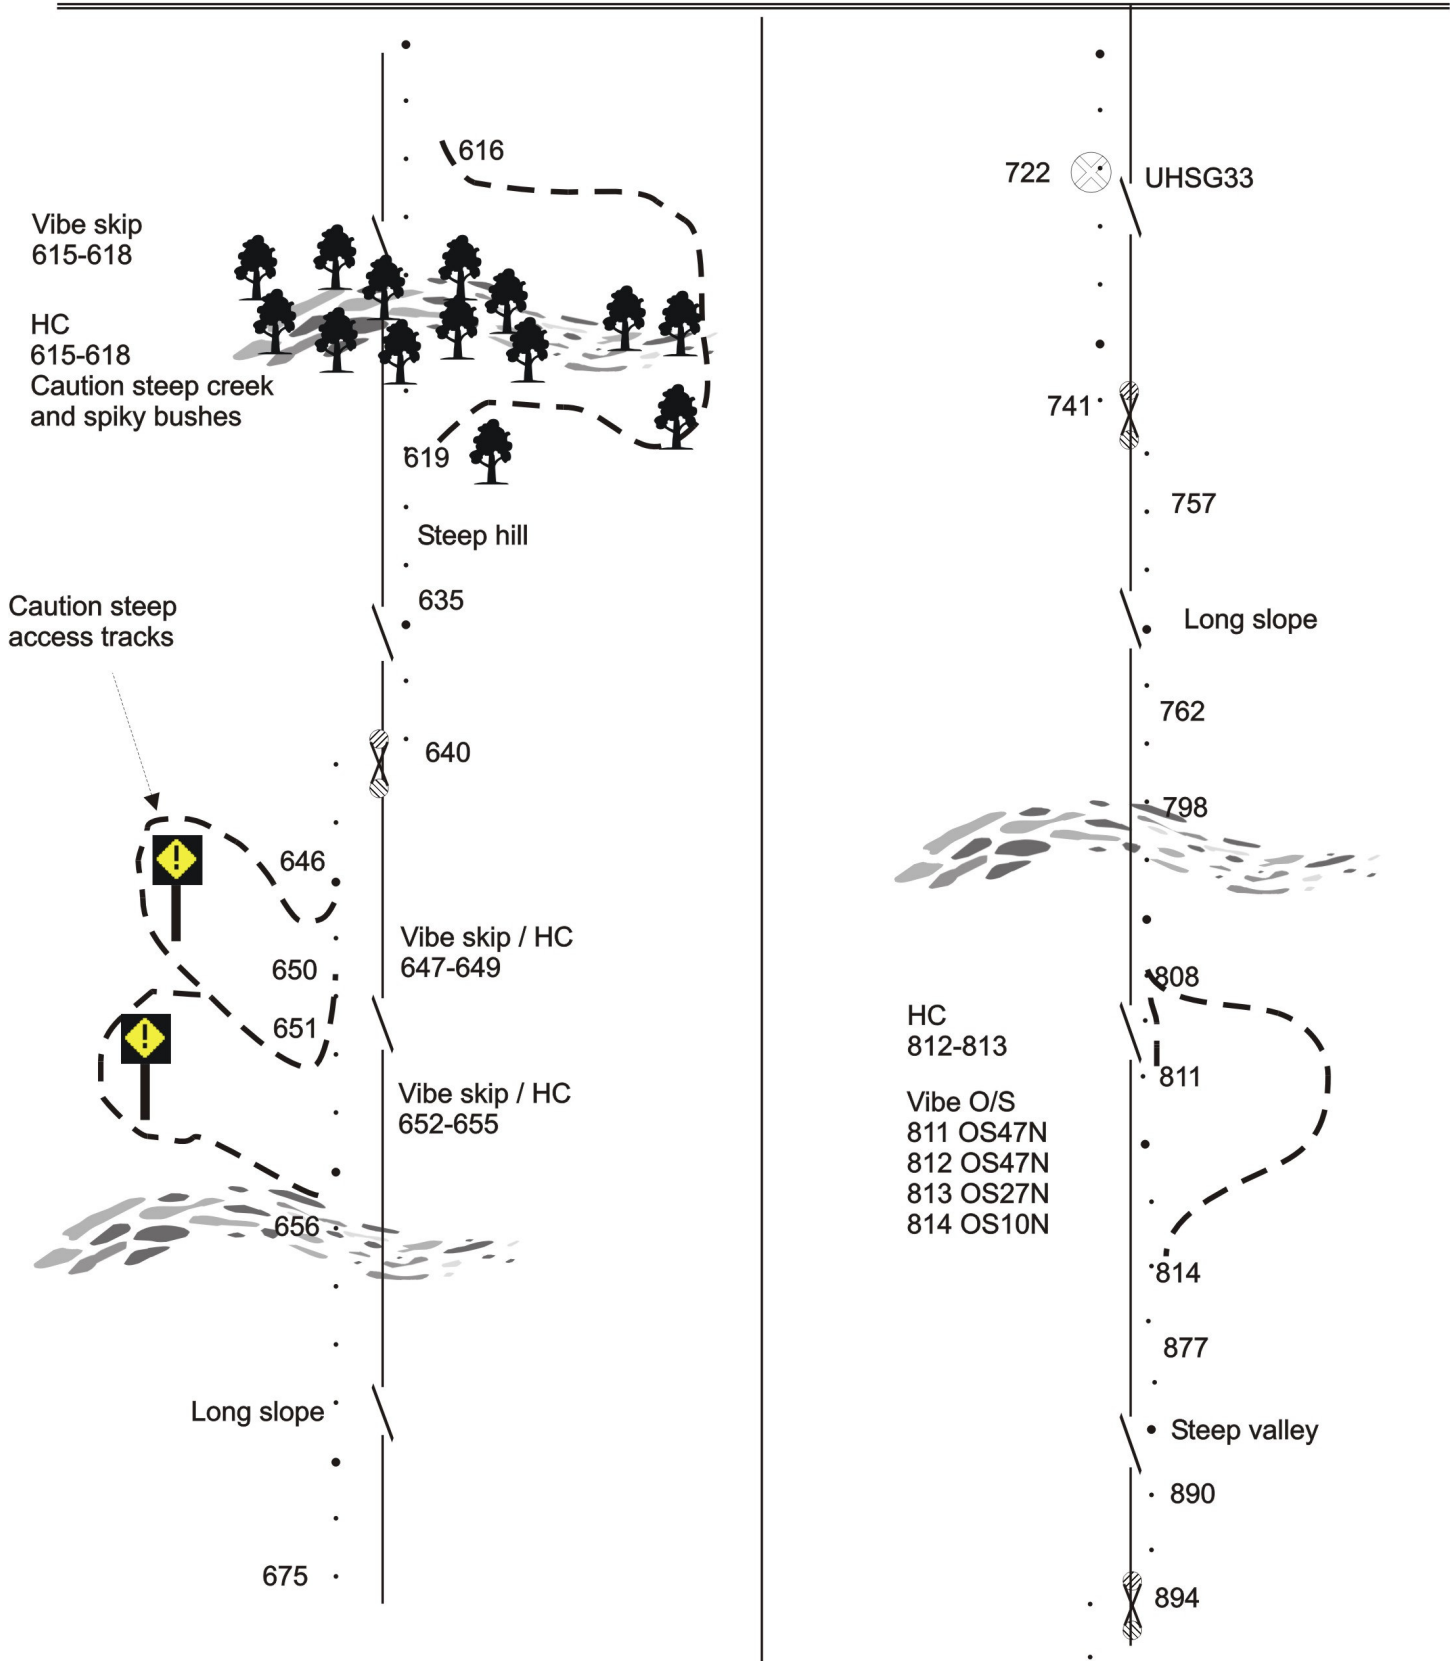 616
Vibe skip
615-618
HC
615-618
Caution steep creek
and spiky bushes
619
Steep hill
635
Caution steep
access tracks
640
646
Vibe skip / HC
647-649
650
651
Vibe skip / HC
652-655
656
Long slope
675
722
UHSG33
741
757
Long slope
762
798
808
HC
812-813
811
Vibe O/S
811 OS47N
812 OS47N
813 OS27N
814 OS10N
814
877
Steep valley
890
894